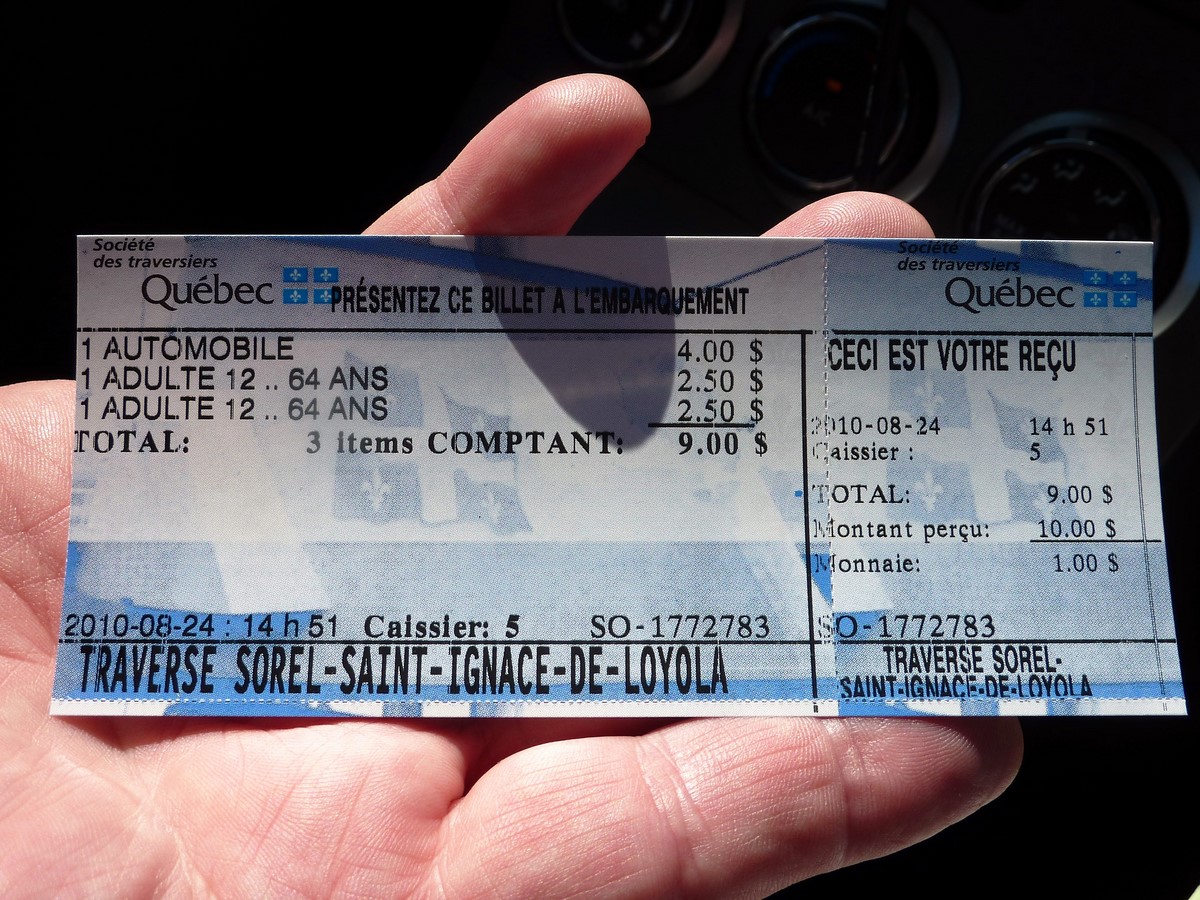 Société
des traversiers
Québec
PRÉSENTEZ CE BILLET A L'EMBARQUEMENT
1 AUTOMOBILE 4.00 $
1 ADULTE 12 .. 64 ANS 2.50 $
1 ADULTE 12 .. 64 ANS 2.50 $
TOTAL: 3 items COMPTANT: 9.00 $
2010-08-24 : 14 h 51 Caissier: 5 SO-1772783
TRAVERSE SOREL-SAINT-IGNACE-DE-LOYOLA
Société
des traversiers
Québec
CECI EST VOTRE REÇU
2010-08-24 14 h 51
Caissier : 5
TOTAL: 9.00 $
Montant perçu: 10.00 $
Monnaie: 1.00 $
SO-1772783
TRAVERSE SOREL-
SAINT-IGNACE-DE-LOYOLA